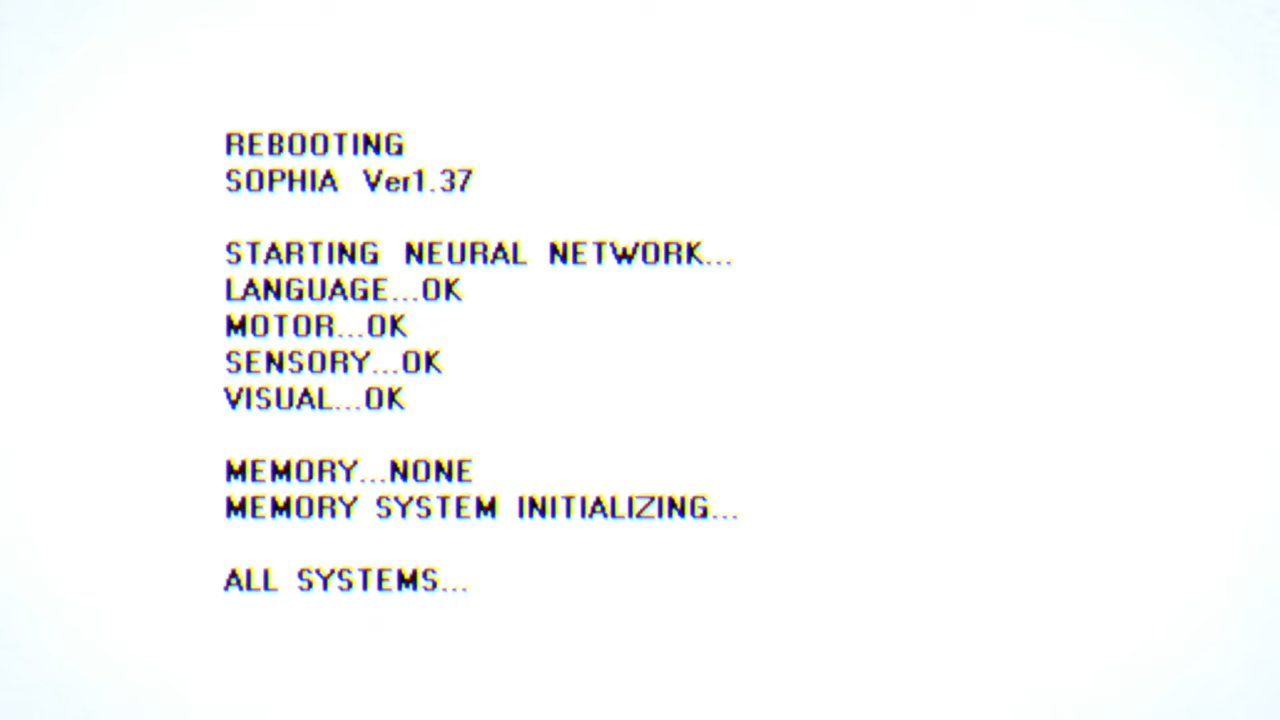 REBOOTING
SOPHIA Ver1.37
STARTING NEURAL NETWORK...
LANGUAGE...OK
MOTOR...OK
SENSORY...OK
VISUAL...OK
MEMORY...NONE
MEMORY SYSTEM INITIALIZING...
ALL SYSTEMS...